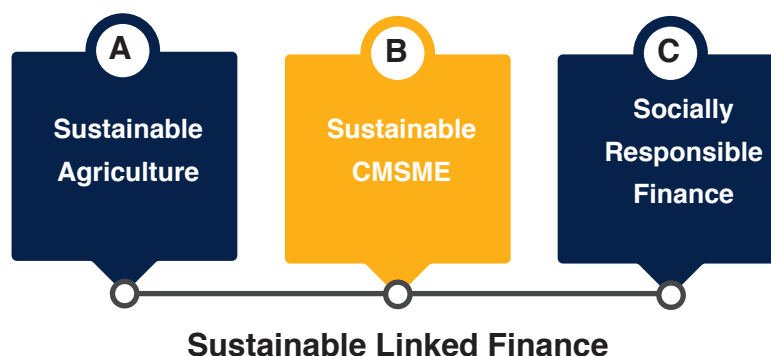 A
Sustainable
Agriculture
B
Sustainable
CMSME
C
Socially
Responsible
Finance
Sustainable Linked Finance